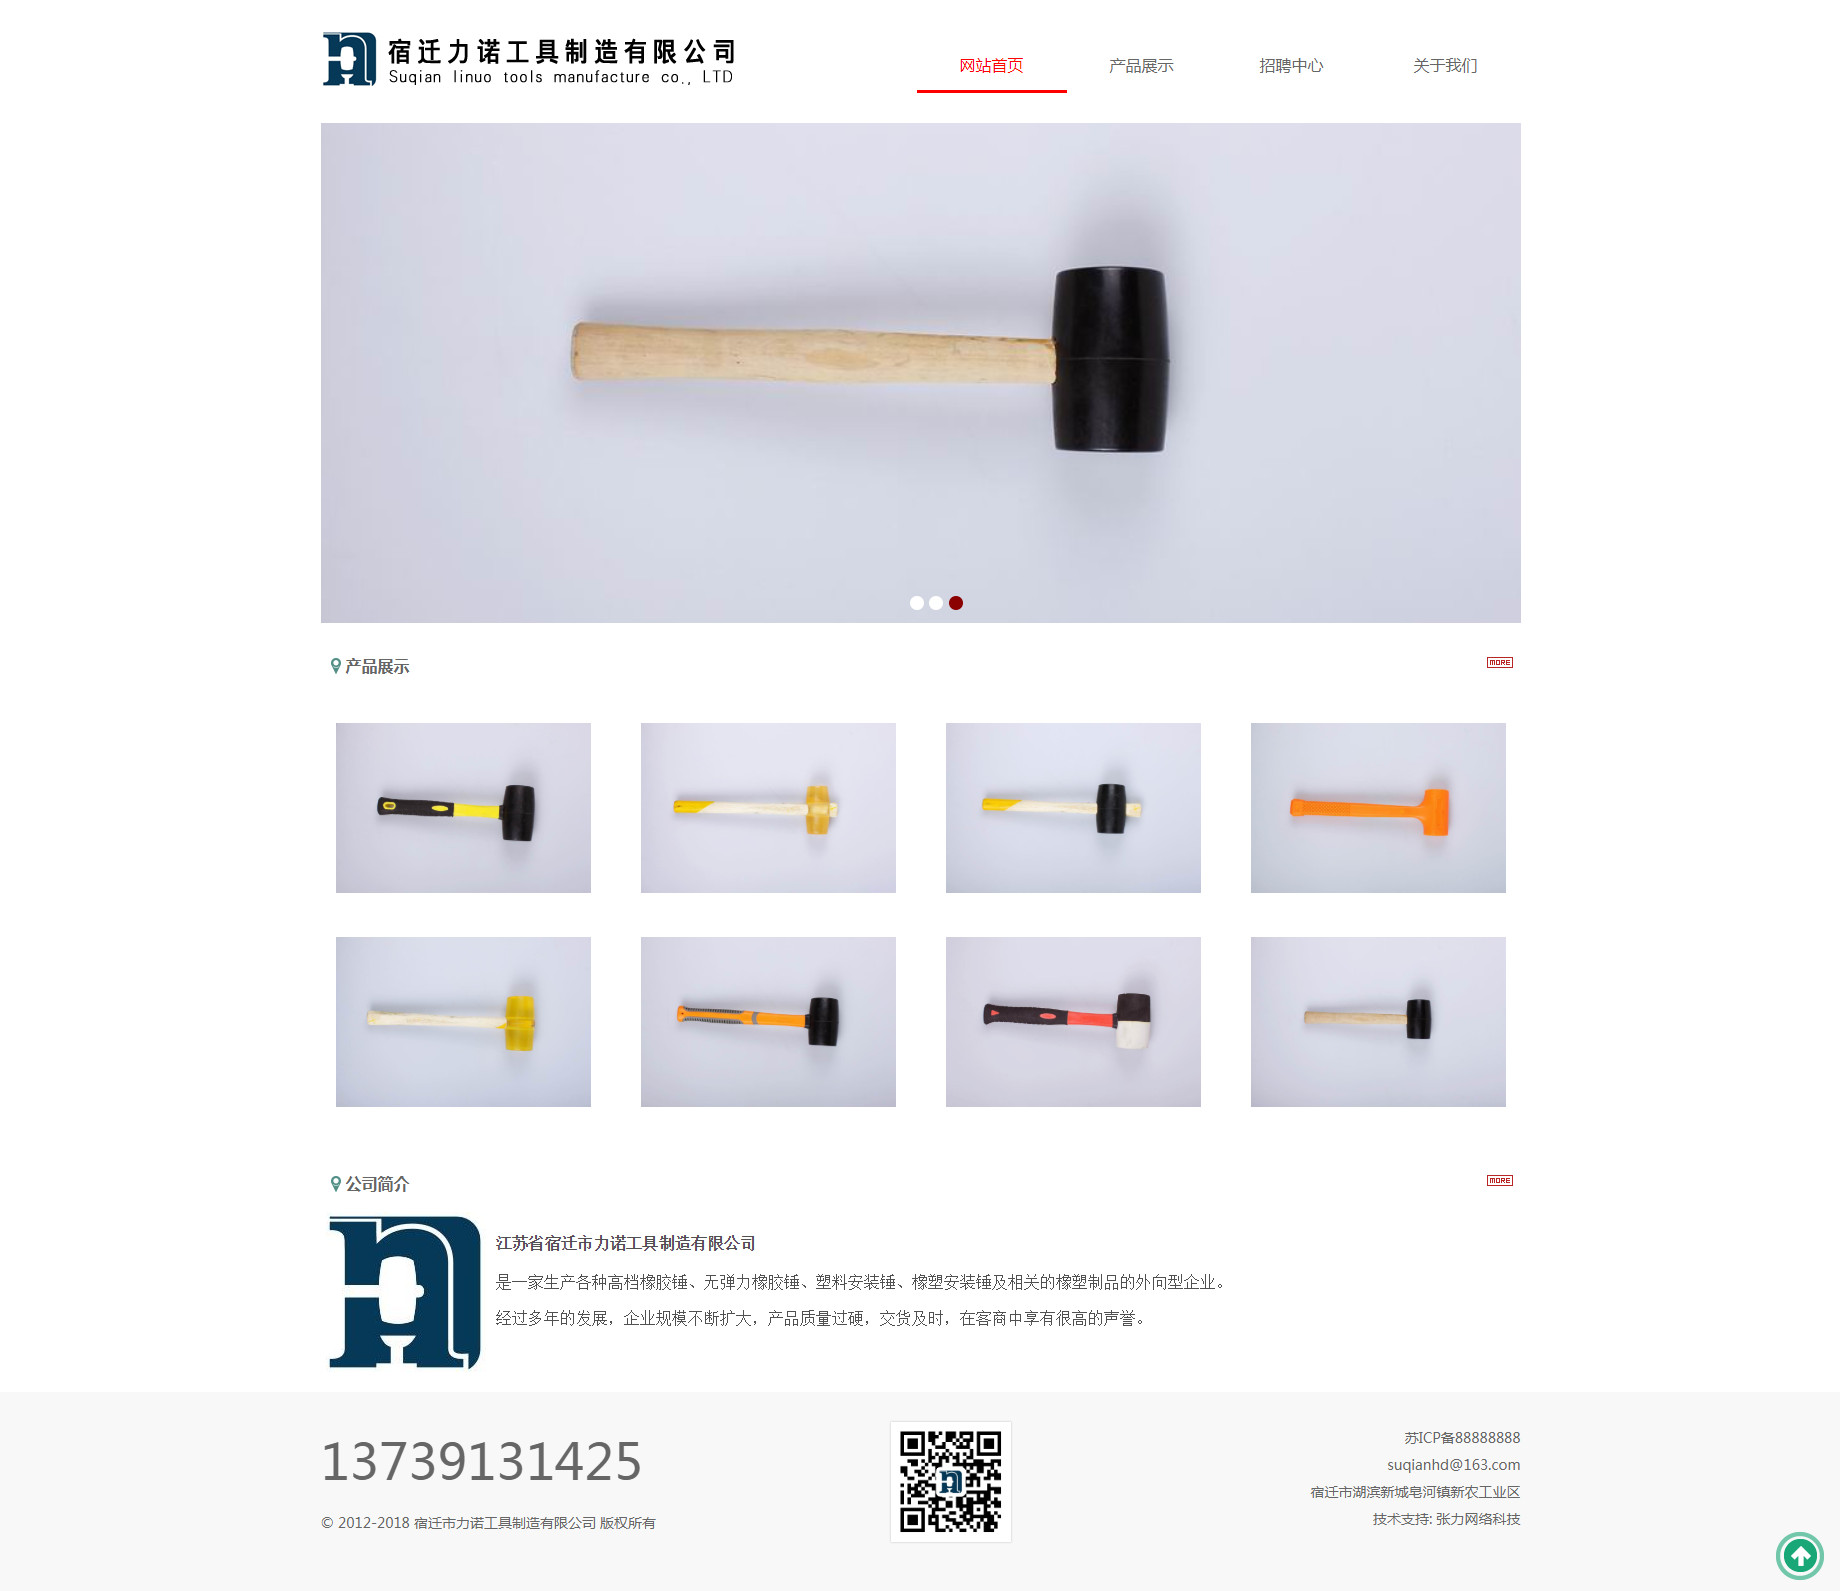 宿迁力诺工具制造有限公司
Suqian linuo tools manufacture co., LTD
网站首页
产品展示
招聘中心
关于我们
产品展示
MORE
公司简介
MORE
江苏省宿迁市力诺工具制造有限公司
是一家生产各种高档橡胶锤、无弹力橡胶锤、塑料安装锤、橡塑安装锤及相关的橡塑制品的外向型企业。
经过多年的发展，企业规模不断扩大，产品质量过硬，交货及时，在客商中享有很高的声誉。
13739131425
© 2012-2018 宿迁市力诺工具制造有限公司 版权所有
苏ICP备88888888
suqianhd@163.com
宿迁市湖滨新城皂河镇新农工业区
技术支持: 张力网络科技